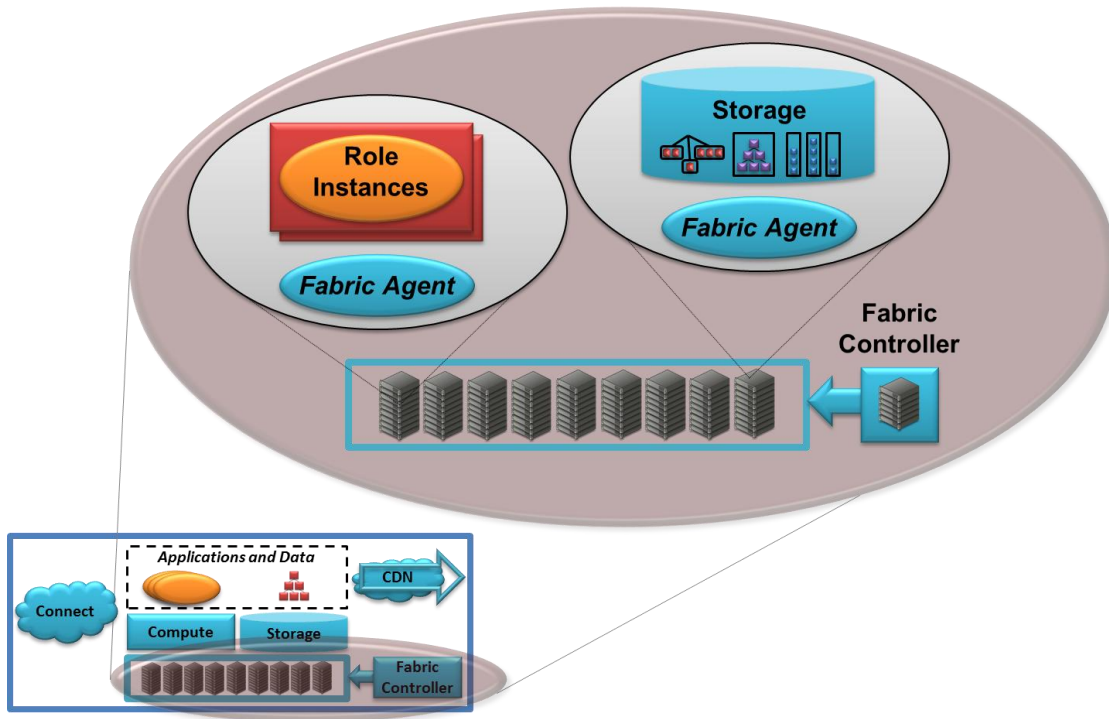 Storage
Role
Instances
Fabric Agent
Fabric Agent
Fabric
Controller
Applications and Data
CDN
Connect
Compute
Storage
Fabric
Controller